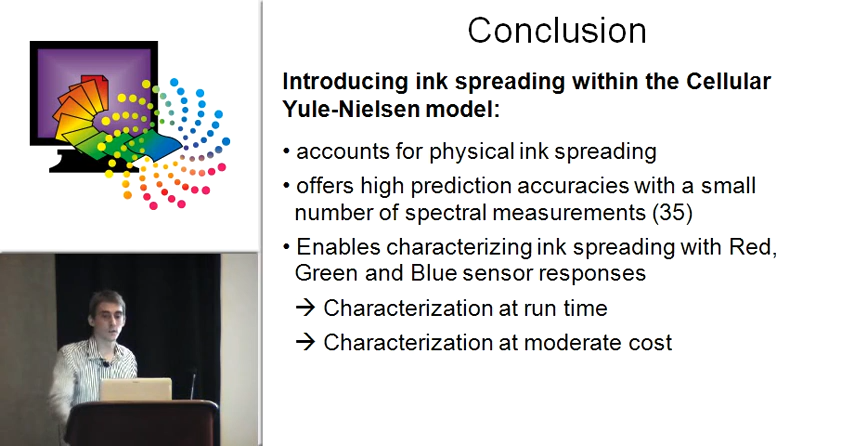 Conclusion
Introducing ink spreading within the Cellular
Yule-Nielsen model:
• accounts for physical ink spreading
• offers high prediction accuracies with a small
number of spectral measurements (35)
• Enables characterizing ink spreading with Red,
Green and Blue sensor responses
→ Characterization at run time
→ Characterization at moderate cost